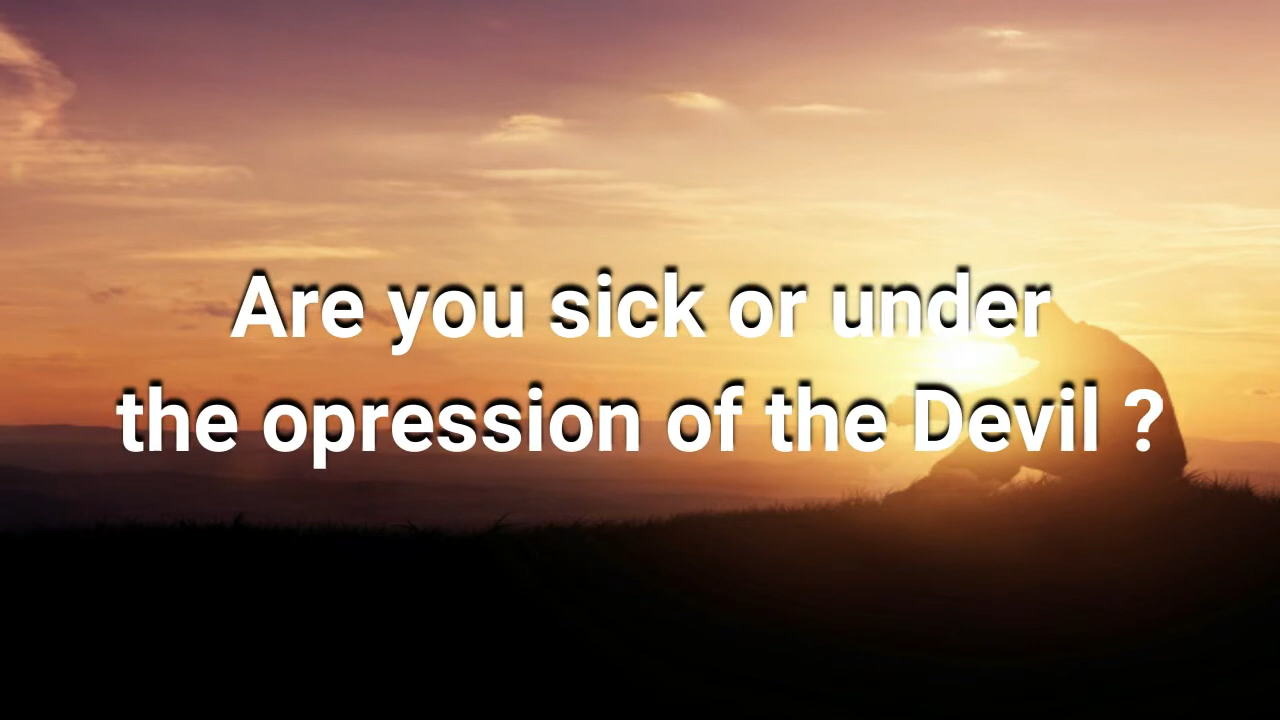 Are you sick or under
the opression of the Devil ?